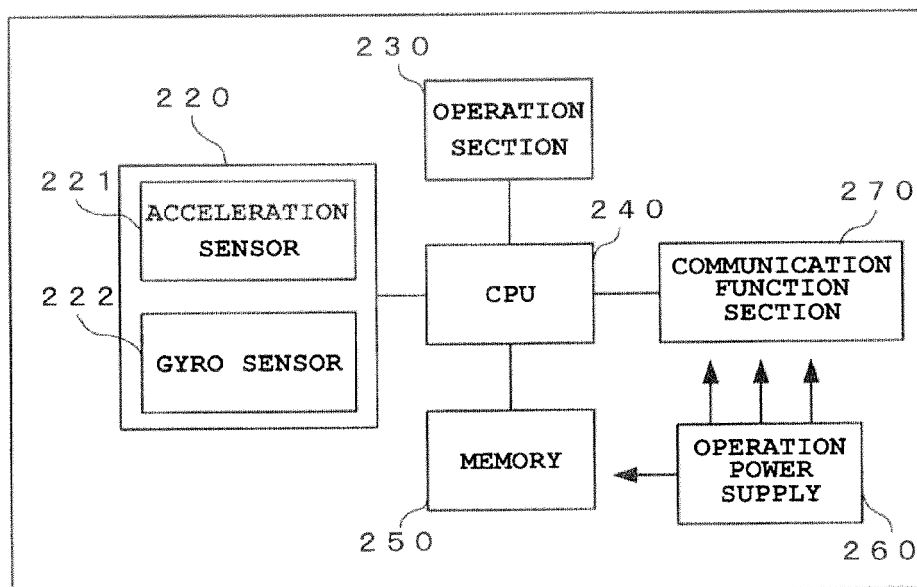 230
OPERATION
SECTION
220
221
ACCELERATION
SENSOR
222
GYRO SENSOR
240
CPU
270
COMMUNICATION
FUNCTION
SECTION
MEMORY
250
OPERATION
POWER
SUPPLY
260